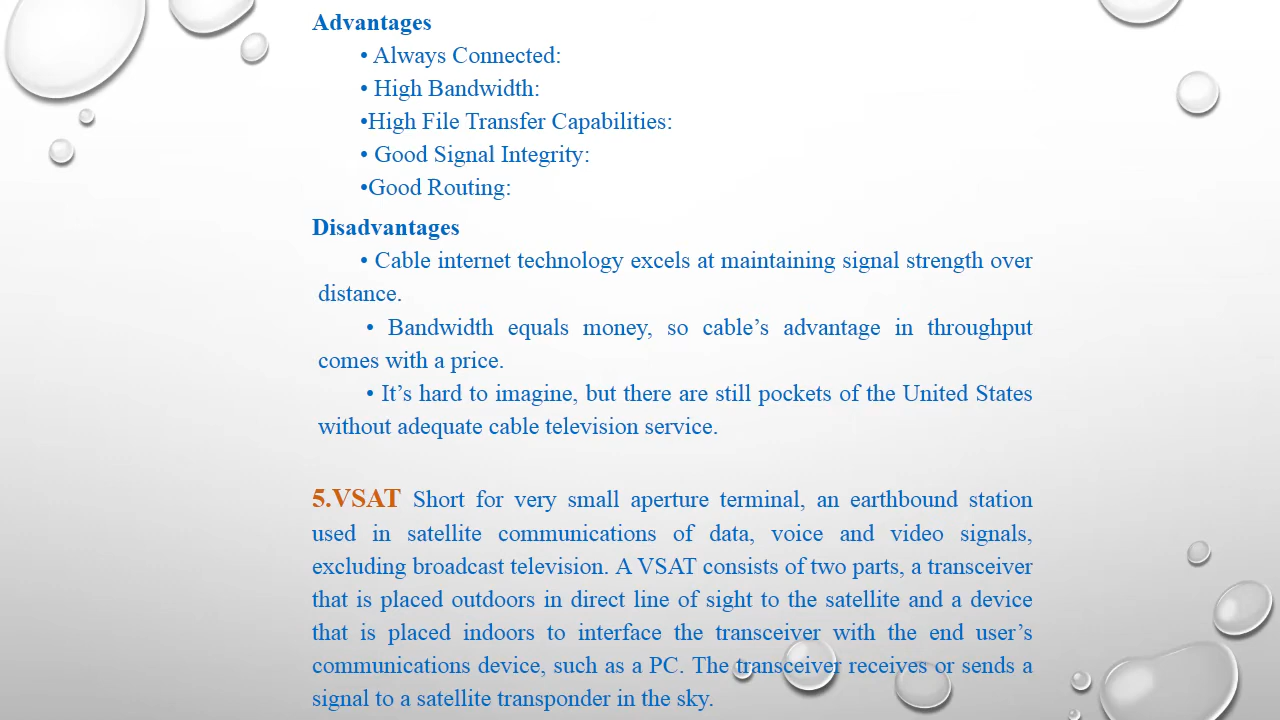 Advantages
• Always Connected:
• High Bandwidth:
•High File Transfer Capabilities:
• Good Signal Integrity:
•Good Routing:
Disadvantages
• Cable internet technology excels at maintaining signal strength over
distance.
• Bandwidth equals money, so cable’s advantage in throughput
comes with a price.
• It’s hard to imagine, but there are still pockets of the United States
without adequate cable television service.
5.VSAT Short for very small aperture terminal, an earthbound station
used in satellite communications of data, voice and video signals,
excluding broadcast television. A VSAT consists of two parts, a transceiver
that is placed outdoors in direct line of sight to the satellite and a device
that is placed indoors to interface the transceiver with the end user’s
communications device, such as a PC. The transceiver receives or sends a
signal to a satellite transponder in the sky.